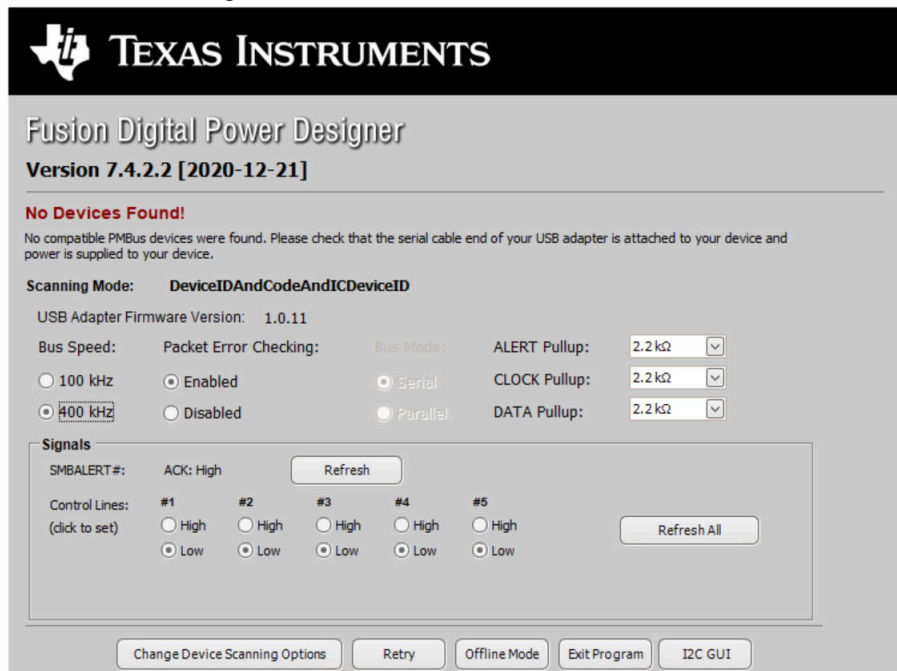 TEXAS INSTRUMENTS
Fusion Digital Power Designer
Version 7.4.2.2 [2020-12-21]
No Devices Found!
No compatible PMBus devices were found. Please check that the serial cable end of your USB adapter is attached to your device and
power is supplied to your device.
Scanning Mode: DeviceIDAndCodeAndICDeviceID
USB Adapter Firmware Version: 1.0.11
Bus Speed: Packet Error Checking: Bus Mode: ALERT Pullup: 2.2 kΩ
100 kHz Enabled Serial CLOCK Pullup: 2.2 kΩ
400 kHz Disabled Parallel DATA Pullup: 2.2 kΩ
Signals
SMBALERT#: ACK: High Refresh
Control Lines: #1 #2 #3 #4 #5
(click to set) High High High High High Refresh All
Low Low Low Low Low
Change Device Scanning Options Retry Offline Mode Exit Program I2C GUI